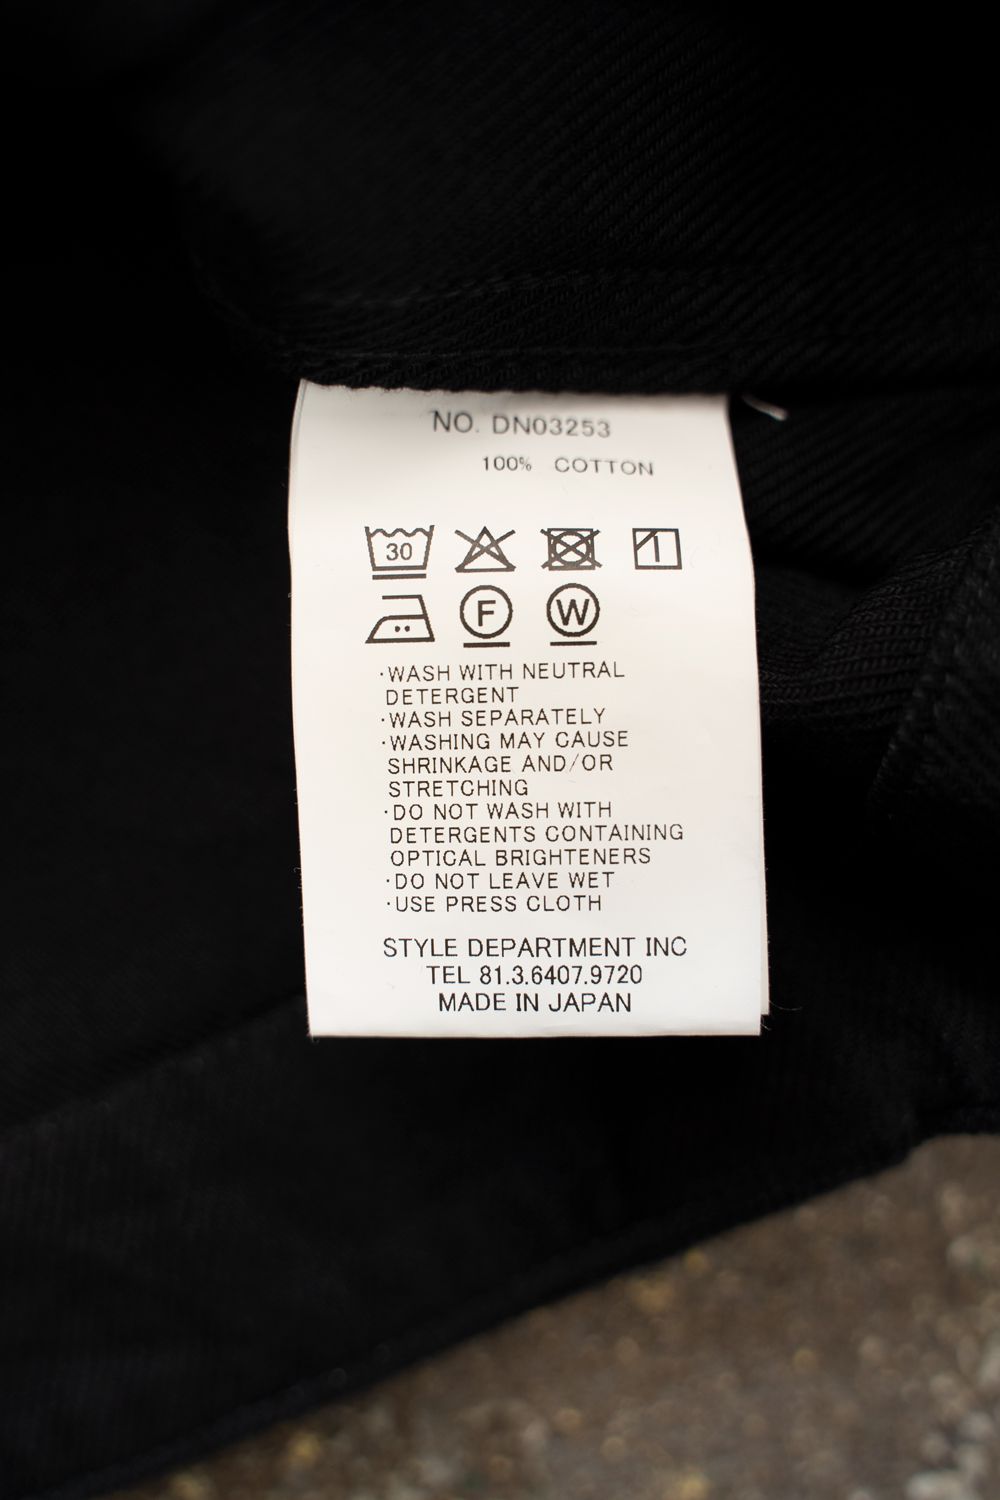 NO. DN03253
100% COTTON
30
F W
·WASH WITH NEUTRAL
DETERGENT
·WASH SEPARATELY
·WASHING MAY CAUSE
SHRINKAGE AND/OR
STRETCHING
·DO NOT WASH WITH
DETERGENTS CONTAINING
OPTICAL BRIGHTENERS
·DO NOT LEAVE WET
·USE PRESS CLOTH
STYLE DEPARTMENT INC
TEL 81.3.6407.9720
MADE IN JAPAN